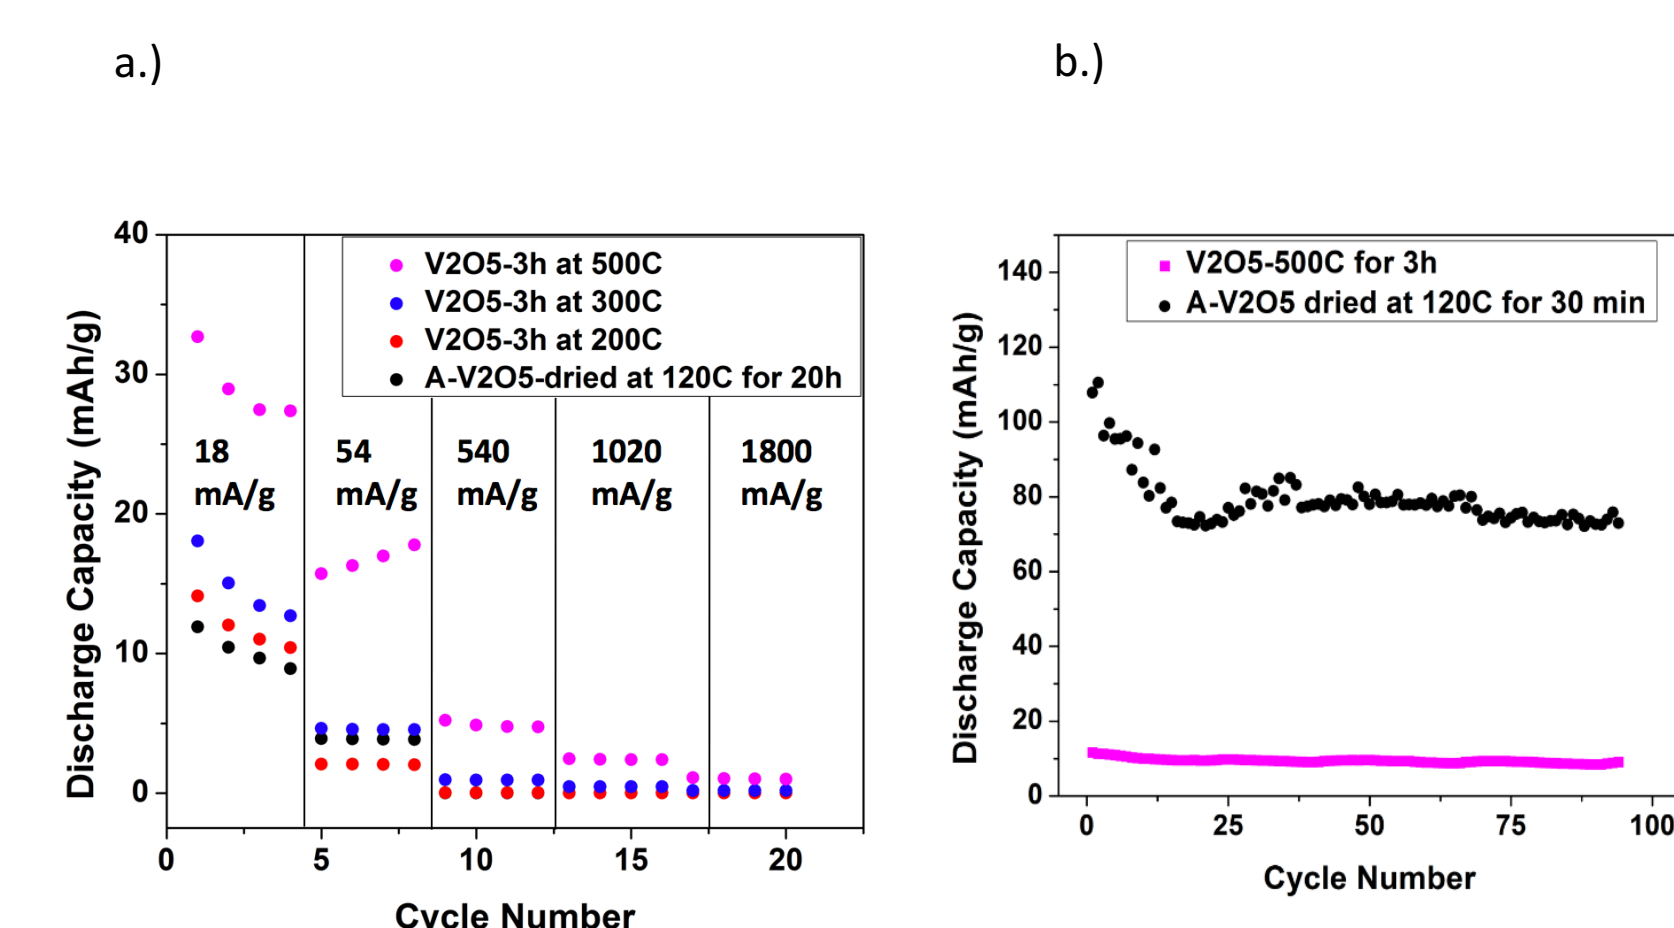 a.)
40
30
20
10
0
Discharge Capacity (mAh/g)
V2O5-3h at 500C
V2O5-3h at 300C
V2O5-3h at 200C
A-V2O5-dried at 120C for 20h
18
mA/g
54
mA/g
540
mA/g
1020
mA/g
1800
mA/g
0 5 10 15 20
Cycle Number
b.)
140
120
100
80
60
40
20
0
Discharge Capacity (mAh/g)
V2O5-500C for 3h
A-V2O5 dried at 120C for 30 min
0 25 50 75 100
Cycle Number